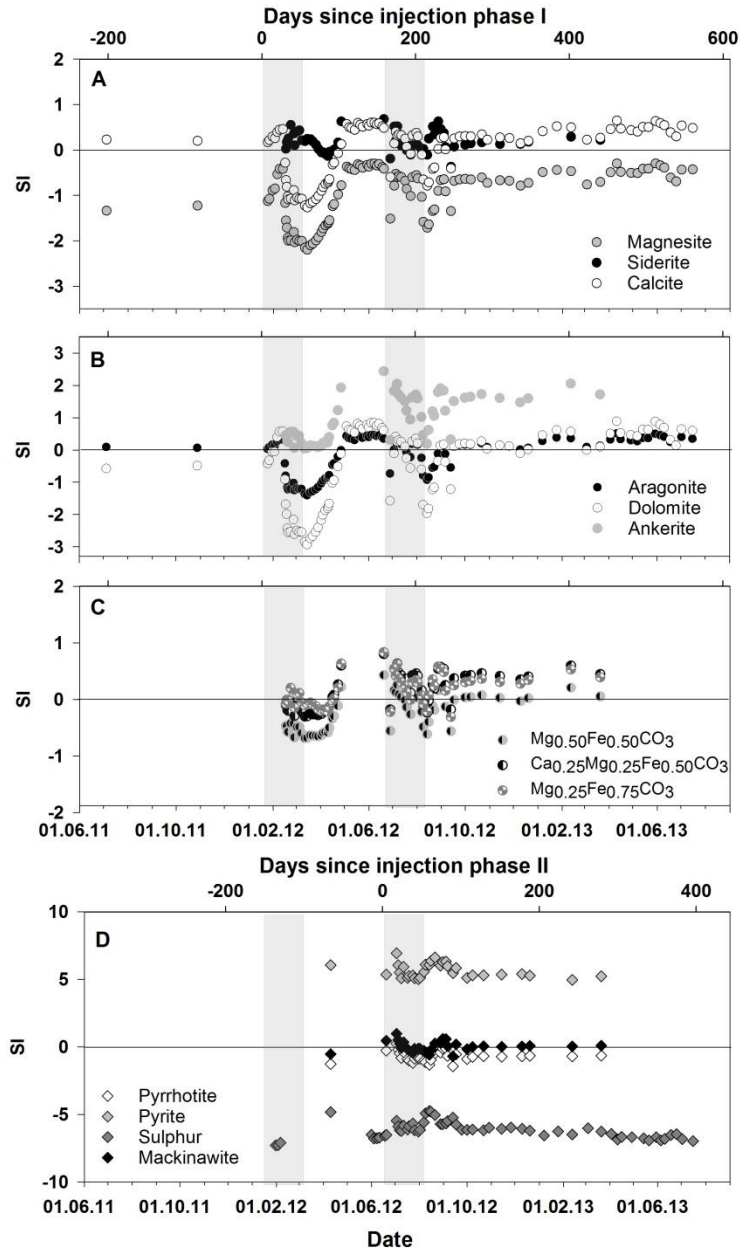 Days since injection phase I
-200 0 200 400 600
A
2
1
0
-1
-2
-3
SI
Magnesite
Siderite
Calcite
B
3
2
1
0
-1
-2
-3
SI
Aragonite
Dolomite
Ankerite
C
2
1
0
-1
-2
SI
Mg0.50Fe0.50CO3
Ca0.25Mg0.25Fe0.50CO3
Mg0.25Fe0.75CO3
01.06.11 01.10.11 01.02.12 01.06.12 01.10.12 01.02.13 01.06.13
Days since injection phase II
-200 0 200 400
D
10
5
0
-5
-10
SI
Pyrrhotite
Pyrite
Sulphur
Mackinawite
01.06.11 01.10.11 01.02.12 01.06.12 01.10.12 01.02.13 01.06.13
Date